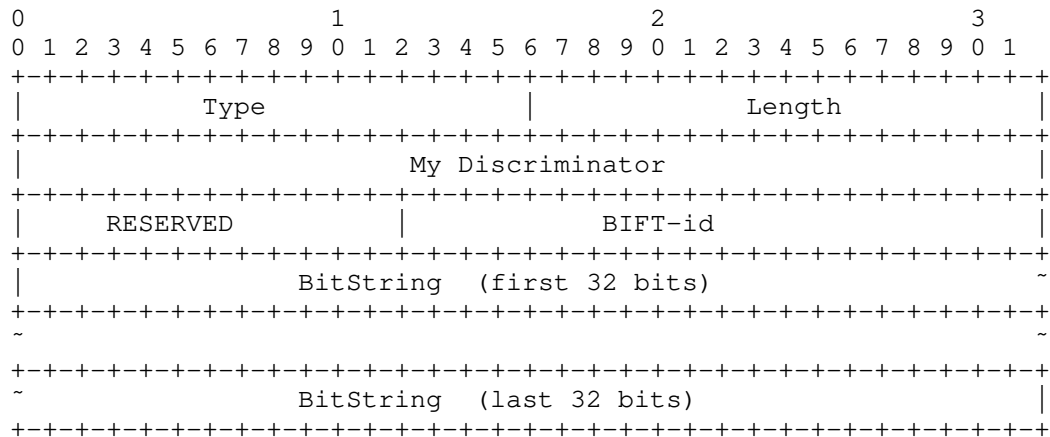 0                   1                   2                   3
0 1 2 3 4 5 6 7 8 9 0 1 2 3 4 5 6 7 8 9 0 1 2 3 4 5 6 7 8 9 0 1
+-+-+-+-+-+-+-+-+-+-+-+-+-+-+-+-+-+-+-+-+-+-+-+-+-+-+-+-+-+-+-+-+
|           Type                |             Length            |
+-+-+-+-+-+-+-+-+-+-+-+-+-+-+-+-+-+-+-+-+-+-+-+-+-+-+-+-+-+-+-+-+
|                        My Discriminator                       |
+-+-+-+-+-+-+-+-+-+-+-+-+-+-+-+-+-+-+-+-+-+-+-+-+-+-+-+-+-+-+-+-+
|     RESERVED          |            BIFT-id                    |
+-+-+-+-+-+-+-+-+-+-+-+-+-+-+-+-+-+-+-+-+-+-+-+-+-+-+-+-+-+-+-+-+
|                 BitString  (first 32 bits)                    ~
+-+-+-+-+-+-+-+-+-+-+-+-+-+-+-+-+-+-+-+-+-+-+-+-+-+-+-+-+-+-+-+-+
~                                                               ~
+-+-+-+-+-+-+-+-+-+-+-+-+-+-+-+-+-+-+-+-+-+-+-+-+-+-+-+-+-+-+-+-+
~                 BitString  (last 32 bits)                     |
+-+-+-+-+-+-+-+-+-+-+-+-+-+-+-+-+-+-+-+-+-+-+-+-+-+-+-+-+-+-+-+-+